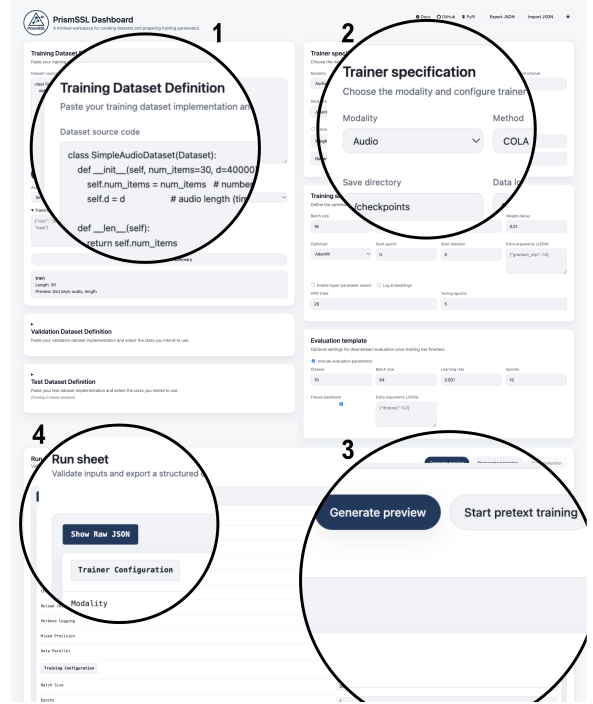 PrismSSL Dashboard
A minimal workspace for curating datasets and preparing training parameters.
Docs GitHub PyPI Export JSON Import JSON
1
Training Dataset Definition
Paste your training dataset implementation an
Dataset source code
class SimpleAudioDataset(Dataset):
def __init__(self, num_items=30, d=40000
self.num_items = num_items # number
self.d = d # audio length (tim
def __len__(self):
return self.num_items
train
Length: 30
Preview: Dict keys: audio, length
Validation Dataset Definition
Paste your validation dataset implementation and select the class you intend to use.
Test Dataset Definition
Paste your test dataset implementation and select the class you intend to use.
(Coming in future versions)
2
Trainer specification
Choose the modality and configure trainer
Modality Method
Audio COLA
Save directory
/checkpoints
Define the optimi
Batch size Weight decay
16 0.01
Optimizer Start epoch Start iteration Extra arguments (JSON)
AdamW 0 0 {"gradient_clip": 1.0}
Enable hyper-parameter search Log embeddings
HPO trials Tuning epochs
20 5
Evaluation template
Optional settings for downstream evaluation once training has finished.
Include evaluation parameters
Classes Batch size Learning rate Epochs
10 64 0.001 10
Freeze backbone Extra arguments (JSON)
{"dropout": 0.2}
4
Run sheet
Validate inputs and export a structured
Show Raw JSON
Trainer Configuration
Modality
Verbose Logging
Mixed Precision
Data Parallel
Training Configuration
Batch Size
Epochs
3
Generate preview Start pretext training